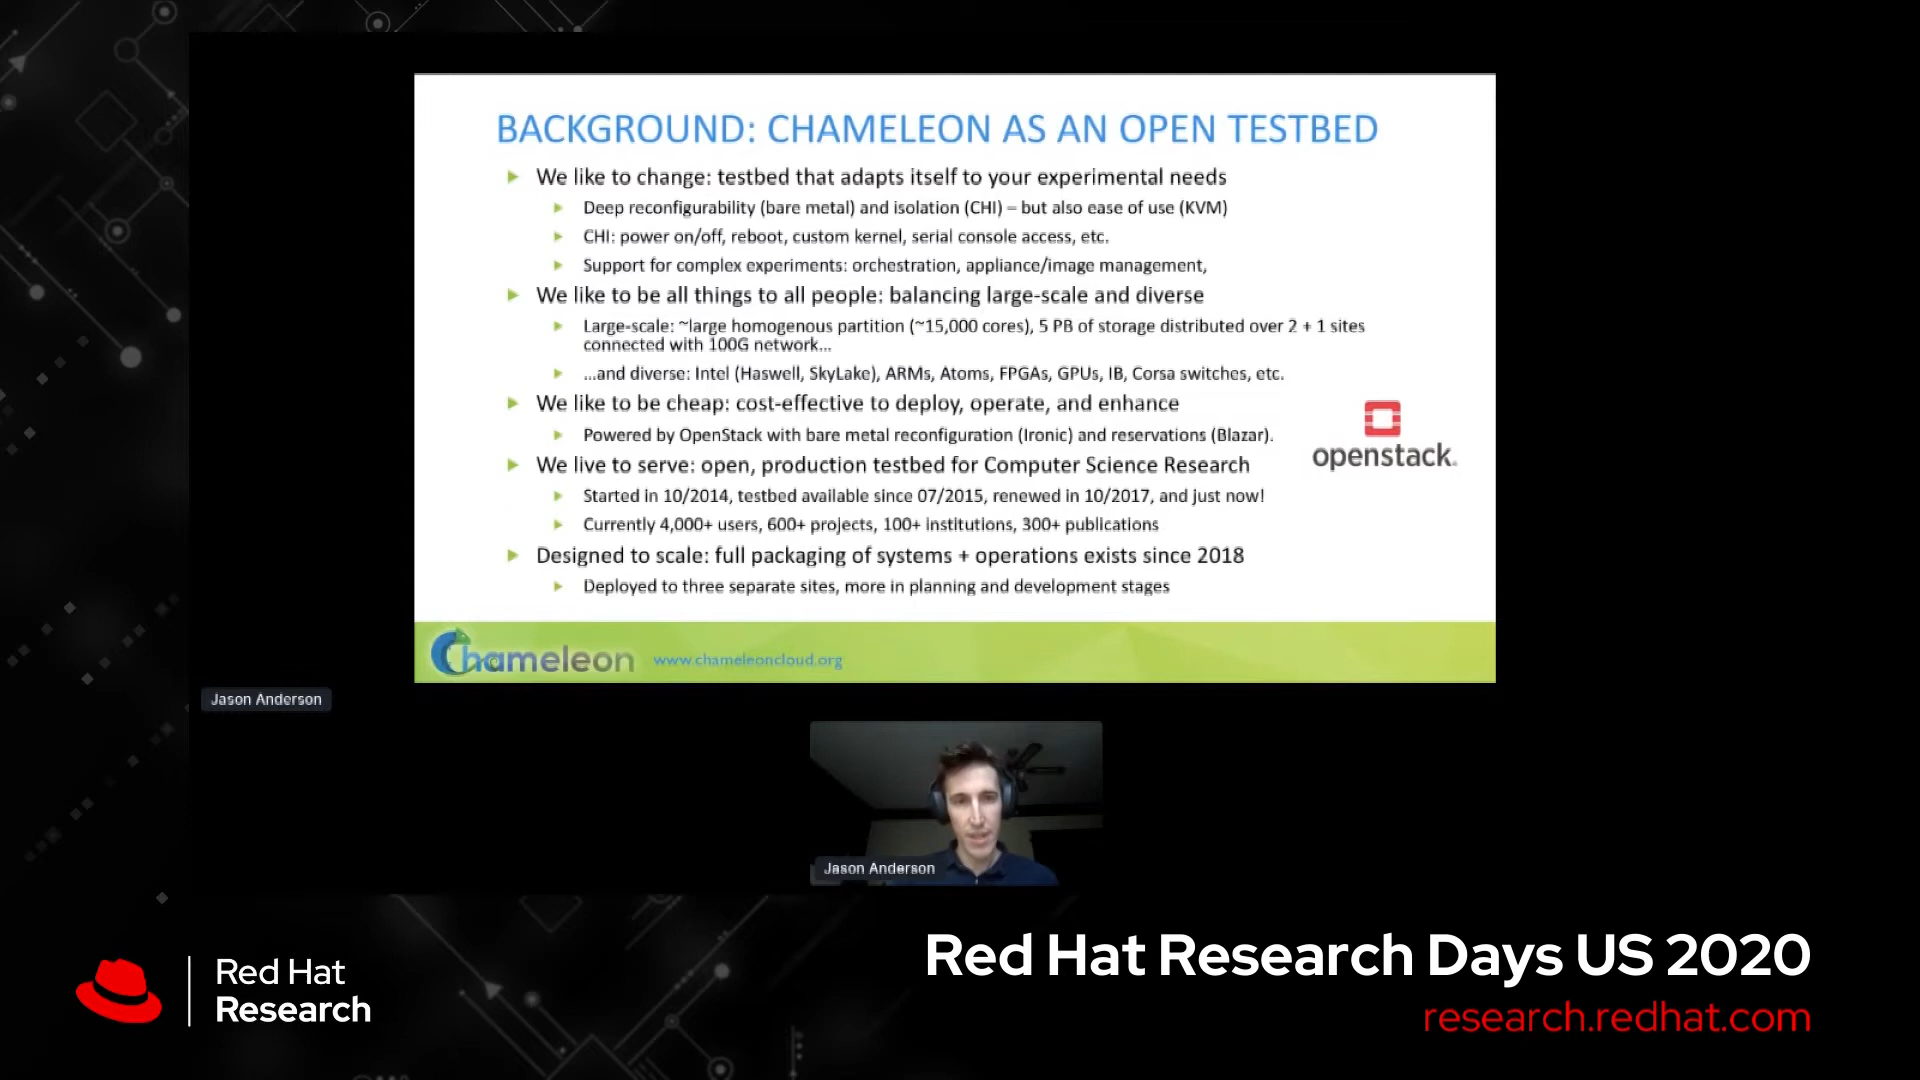 BACKGROUND: CHAMELEON AS AN OPEN TESTBED
We like to change: testbed that adapts itself to your experimental needs
Deep reconfigurability (bare metal) and isolation (CHI) – but also ease of use (KVM)
CHI: power on/off, reboot, custom kernel, serial console access, etc.
Support for complex experiments: orchestration, appliance/image management,
We like to be all things to all people: balancing large-scale and diverse
Large-scale: ~large homogenous partition (~15,000 cores), 5 PB of storage distributed over 2 + 1 sites
connected with 100G network...
...and diverse: Intel (Haswell, SkyLake), ARMs, Atoms, FPGAs, GPUs, IB, Corsa switches, etc.
We like to be cheap: cost-effective to deploy, operate, and enhance
Powered by OpenStack with bare metal reconfiguration (Ironic) and reservations (Blazar).
openstack.
We live to serve: open, production testbed for Computer Science Research
Started in 10/2014, testbed available since 07/2015, renewed in 10/2017, and just now!
Currently 4,000+ users, 600+ projects, 100+ institutions, 300+ publications
Designed to scale: full packaging of systems + operations exists since 2018
Deployed to three separate sites, more in planning and development stages
Chameleon www.chameleoncloud.org
Jason Anderson
Jason Anderson
Red Hat
Research
Red Hat Research Days US 2020
research.redhat.com